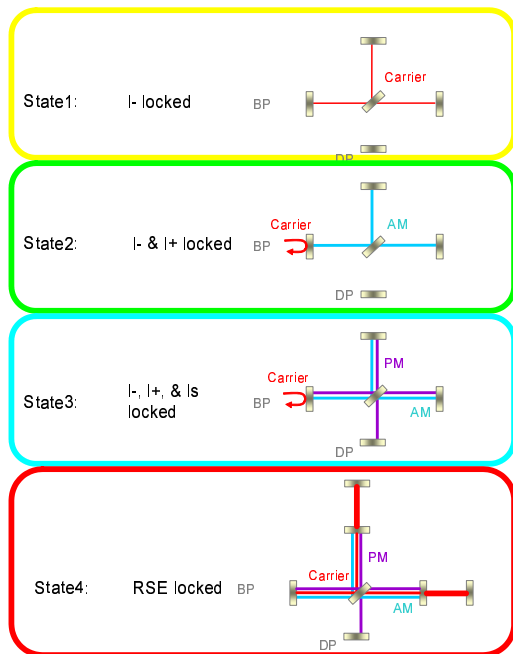 Carrier
State1: l- locked BP
DP
State2: l- & l+ locked BP
Carrier
AM
DP
State3: l-, l+, & ls
locked
Carrier
BP
PM
AM
DP
State4: RSE locked BP
Carrier
PM
AM
DP